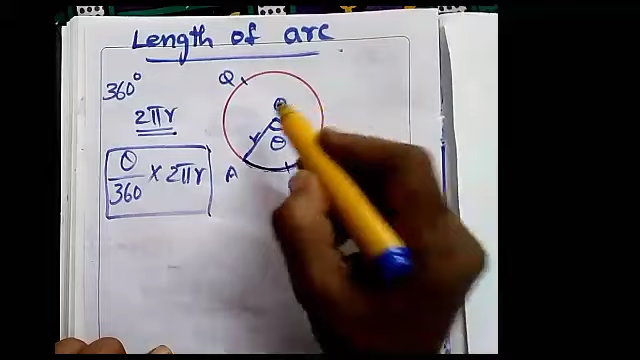 Length of arc
360°
2πr
θ/360 × 2πr
Q
r
θ
A